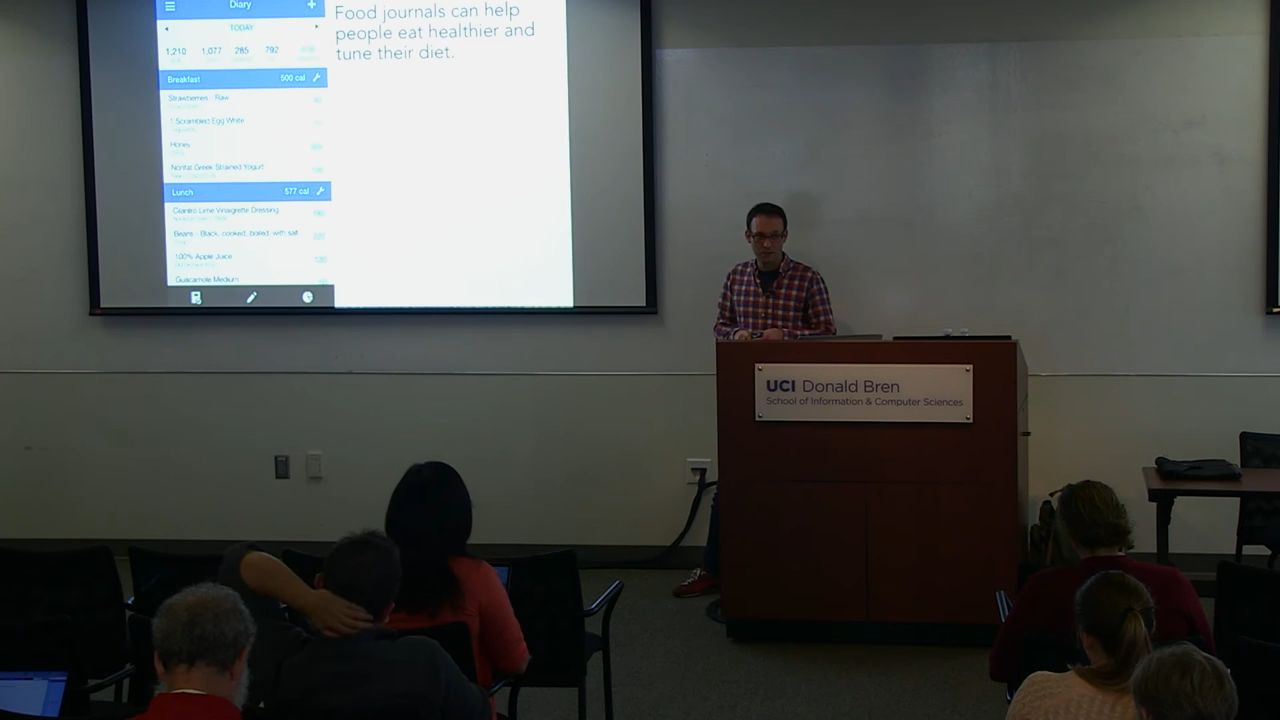 Diary
TODAY
1,210 1,077 285 792
Breakfast 500 cal
Strawberries - Raw
1 Scrambled Egg White
Honey
Nonfat Greek Strained Yogurt
Lunch 577 cal
Cilantro Lime Vinaigrette Dressing
Beans - Black, cooked, boiled, with salt
100% Apple Juice
Guacamole Medium
Food journals can help
people eat healthier and
tune their diet.
UCI Donald Bren
School of Information & Computer Sciences